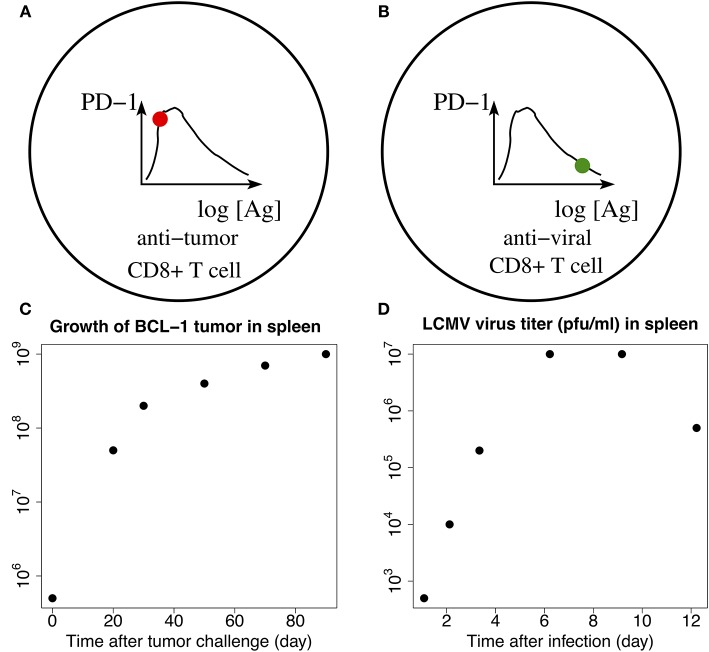 A
PD−1
log [Ag]
anti−tumor
CD8+ T cell
B
PD−1
log [Ag]
anti−viral
CD8+ T cell
C
Growth of BCL−1 tumor in spleen
10^9
10^8
10^7
10^6
0 20 40 60 80
Time after tumor challenge (day)
D
LCMV virus titer (pfu/ml) in spleen
10^7
10^6
10^5
10^4
10^3
2 4 6 8 10 12
Time after infection (day)